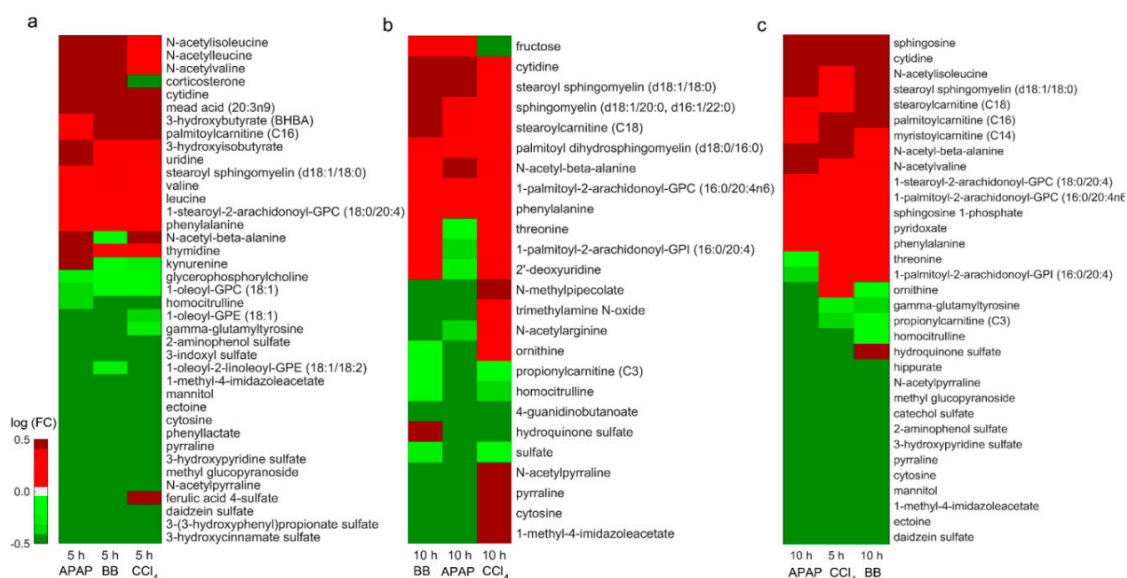 a
N-acetylisoleucine
N-acetylleucine
N-acetylvaline
corticosterone
cytidine
mead acid (20:3n9)
3-hydroxybutyrate (BHBA)
palmitoylcarnitine (C16)
3-hydroxyisobutyrate
uridine
stearoyl sphingomyelin (d18:1/18:0)
valine
leucine
1-stearoyl-2-arachidonoyl-GPC (18:0/20:4)
phenylalanine
N-acetyl-beta-alanine
thymidine
kynurenine
glycerophosphorylcholine
1-oleoyl-GPC (18:1)
homocitrulline
1-oleoyl-GPE (18:1)
gamma-glutamyltyrosine
2-aminophenol sulfate
3-indoxyl sulfate
1-oleoyl-2-linoleoyl-GPE (18:1/18:2)
1-methyl-4-imidazoleacetate
mannitol
ectoine
cytosine
phenyllactate
pyrraline
3-hydroxypyridine sulfate
methyl glucopyranoside
N-acetylpyrraline
ferulic acid 4-sulfate
daidzein sulfate
3-(3-hydroxyphenyl)propionate sulfate
3-hydroxycinnamate sulfate
log (FC)
0.5
0.0
-0.5
5 h 5 h 5 h
APAP BB CCl4
b
fructose
cytidine
stearoyl sphingomyelin (d18:1/18:0)
sphingomyelin (d18:1/20:0, d16:1/22:0)
stearoylcarnitine (C18)
palmitoyl dihydrosphingomyelin (d18:0/16:0)
N-acetyl-beta-alanine
1-palmitoyl-2-arachidonoyl-GPC (16:0/20:4n6)
phenylalanine
threonine
1-palmitoyl-2-arachidonoyl-GPI (16:0/20:4)
2'-deoxyuridine
N-methylpipecolate
trimethylamine N-oxide
N-acetylarginine
ornithine
propionylcarnitine (C3)
homocitrulline
4-guanidinobutanoate
hydroquinone sulfate
sulfate
N-acetylpyrraline
pyrraline
cytosine
1-methyl-4-imidazoleacetate
10 h 10 h 10 h
BB APAP CCl4
c
sphingosine
cytidine
N-acetylisoleucine
stearoyl sphingomyelin (d18:1/18:0)
stearoylcarnitine (C18)
palmitoylcarnitine (C16)
myristoylcarnitine (C14)
N-acetyl-beta-alanine
N-acetylvaline
1-stearoyl-2-arachidonoyl-GPC (18:0/20:4)
1-palmitoyl-2-arachidonoyl-GPC (16:0/20:4n6
sphingosine 1-phosphate
pyridoxate
phenylalanine
threonine
1-palmitoyl-2-arachidonoyl-GPI (16:0/20:4)
ornithine
gamma-glutamyltyrosine
propionylcarnitine (C3)
homocitrulline
hydroquinone sulfate
hippurate
N-acetylpyrraline
methyl glucopyranoside
catechol sulfate
2-aminophenol sulfate
3-hydroxypyridine sulfate
pyrraline
cytosine
mannitol
1-methyl-4-imidazoleacetate
ectoine
daidzein sulfate
10 h 5 h 10 h
APAP CCl4 BB